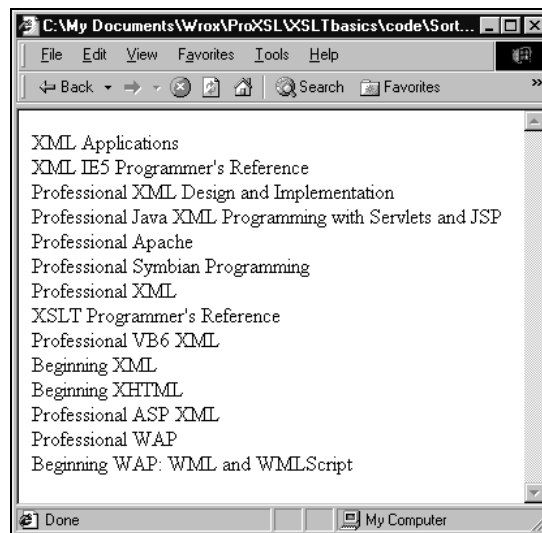 C:\My Documents\Wrox\ProXSL\XSLTbasics\code\Sort...
File Edit View Favorites Tools Help
Back Search Favorites »
XML Applications
XML IE5 Programmer's Reference
Professional XML Design and Implementation
Professional Java XML Programming with Servlets and JSP
Professional Apache
Professional Symbian Programming
Professional XML
XSLT Programmer's Reference
Professional VB6 XML
Beginning XML
Beginning XHTML
Professional ASP XML
Professional WAP
Beginning WAP: WML and WMLScript
Done My Computer